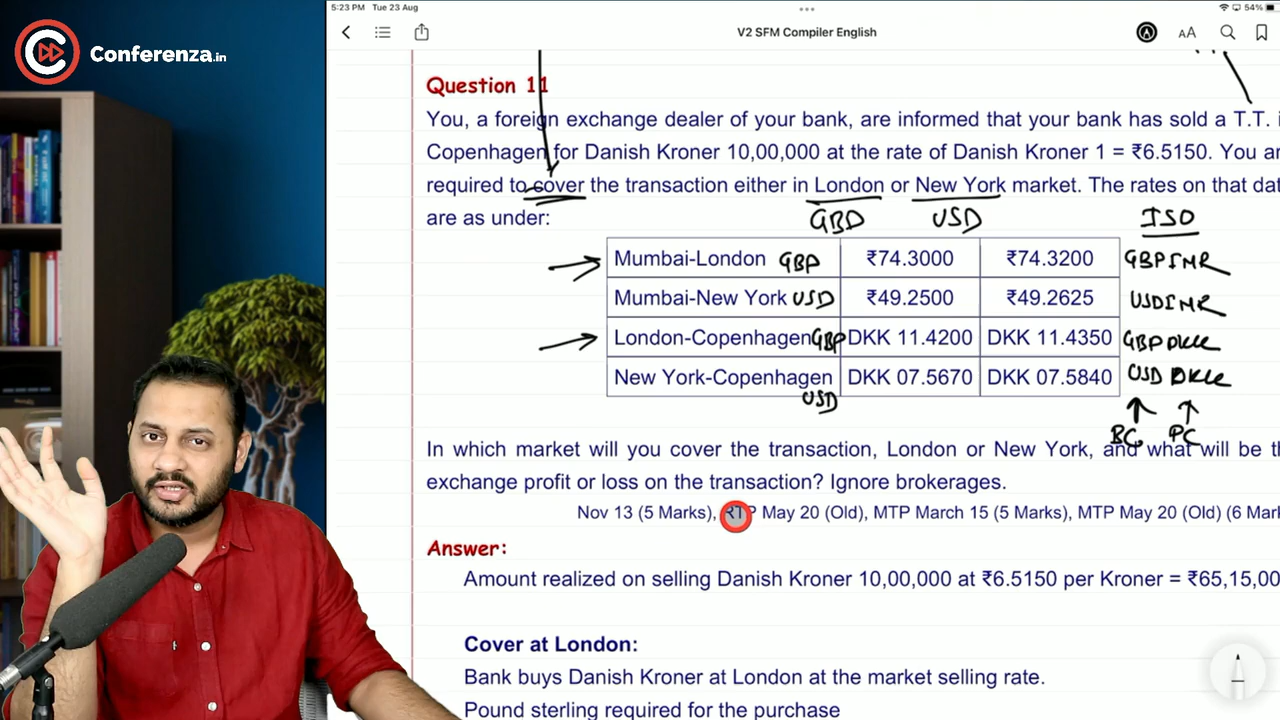 5:23 PM Tue 23 Aug
54%
Conferenza.in
V2 SFM Compiler English
AA
Question 11
You, a foreign exchange dealer of your bank, are informed that your bank has sold a T.T.
Copenhagen for Danish Kroner 10,00,000 at the rate of Danish Kroner 1 = ₹6.5150. You
required to cover the transaction either in London or New York market. The rates on that
are as under:
GBD USD ISO
Mumbai-London GBP ₹74.3000 ₹74.3200 GBPINR
Mumbai-New York USD ₹49.2500 ₹49.2625 USDINR
London-Copenhagen GBP DKK 11.4200 DKK 11.4350 GBPDKK
New York-Copenhagen DKK 07.5670 DKK 07.5840 USD DKK
USD
BC PC
In which market will you cover the transaction, London or New York, and what will be
exchange profit or loss on the transaction? Ignore brokerages.
Nov 13 (5 Marks), RTP May 20 (Old), MTP March 15 (5 Marks), MTP May 20 (Old) (6
Answer:
Amount realized on selling Danish Kroner 10,00,000 at ₹6.5150 per Kroner = ₹65,15,00
Cover at London:
Bank buys Danish Kroner at London at the market selling rate.
Pound sterling required for the purchase